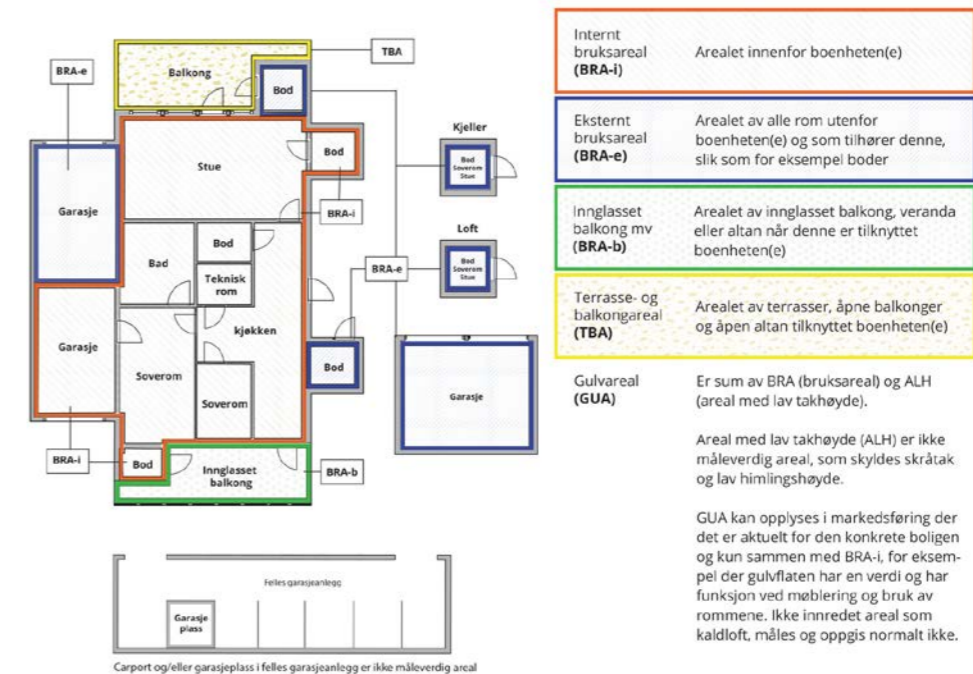 TBA
BRA-e
Balkong
Bod
Kjeller
Bod
Soverom
Stue
Stue
Bod
BRA-i
Garasje
Loft
Bod
Bad
Bod
Soverom
Stue
BRA-e
Teknisk
rom
kjøkken
Garasje
Soverom
Bod
Garasje
Soverom
BRA-i
Bod
Innglasset
balkong
BRA-b
Felles garasjeanlegg
Garasje
plass
Carport og/eller garasjeplass i felles garasjeanlegg er ikke måleverdig areal
Internt
bruksareal
(BRA-i)
Arealet innenfor boenheten(e)
Eksternt
bruksareal
(BRA-e)
Arealet av alle rom utenfor
boenheten(e) og som tilhører denne,
slik som for eksempel boder
Innglasset
balkong mv
(BRA-b)
Arealet av innglasset balkong, veranda
eller altan når denne er tilknyttet
boenheten(e)
Terrasse- og
balkongareal
(TBA)
Arealet av terrasser, åpne balkonger
og åpen altan tilknyttet boenheten(e)
Gulvareal
(GUA)
Er sum av BRA (bruksareal) og ALH
(areal med lav takhøyde).
Areal med lav takhøyde (ALH) er ikke
måleverdig areal, som skyldes skråtak
og lav himlingshøyde.
GUA kan opplyses i markedsføring der
det er aktuelt for den konkrete boligen
og kun sammen med BRA-i, for eksem-
pel der gulvflaten har en verdi og har
funksjon ved møblering og bruk av
rommene. Ikke innredet areal som
kaldloft, måles og oppgis normalt ikke.